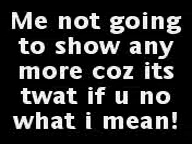 Me not going
to show any
more coz its
twat if u no
what i mean!